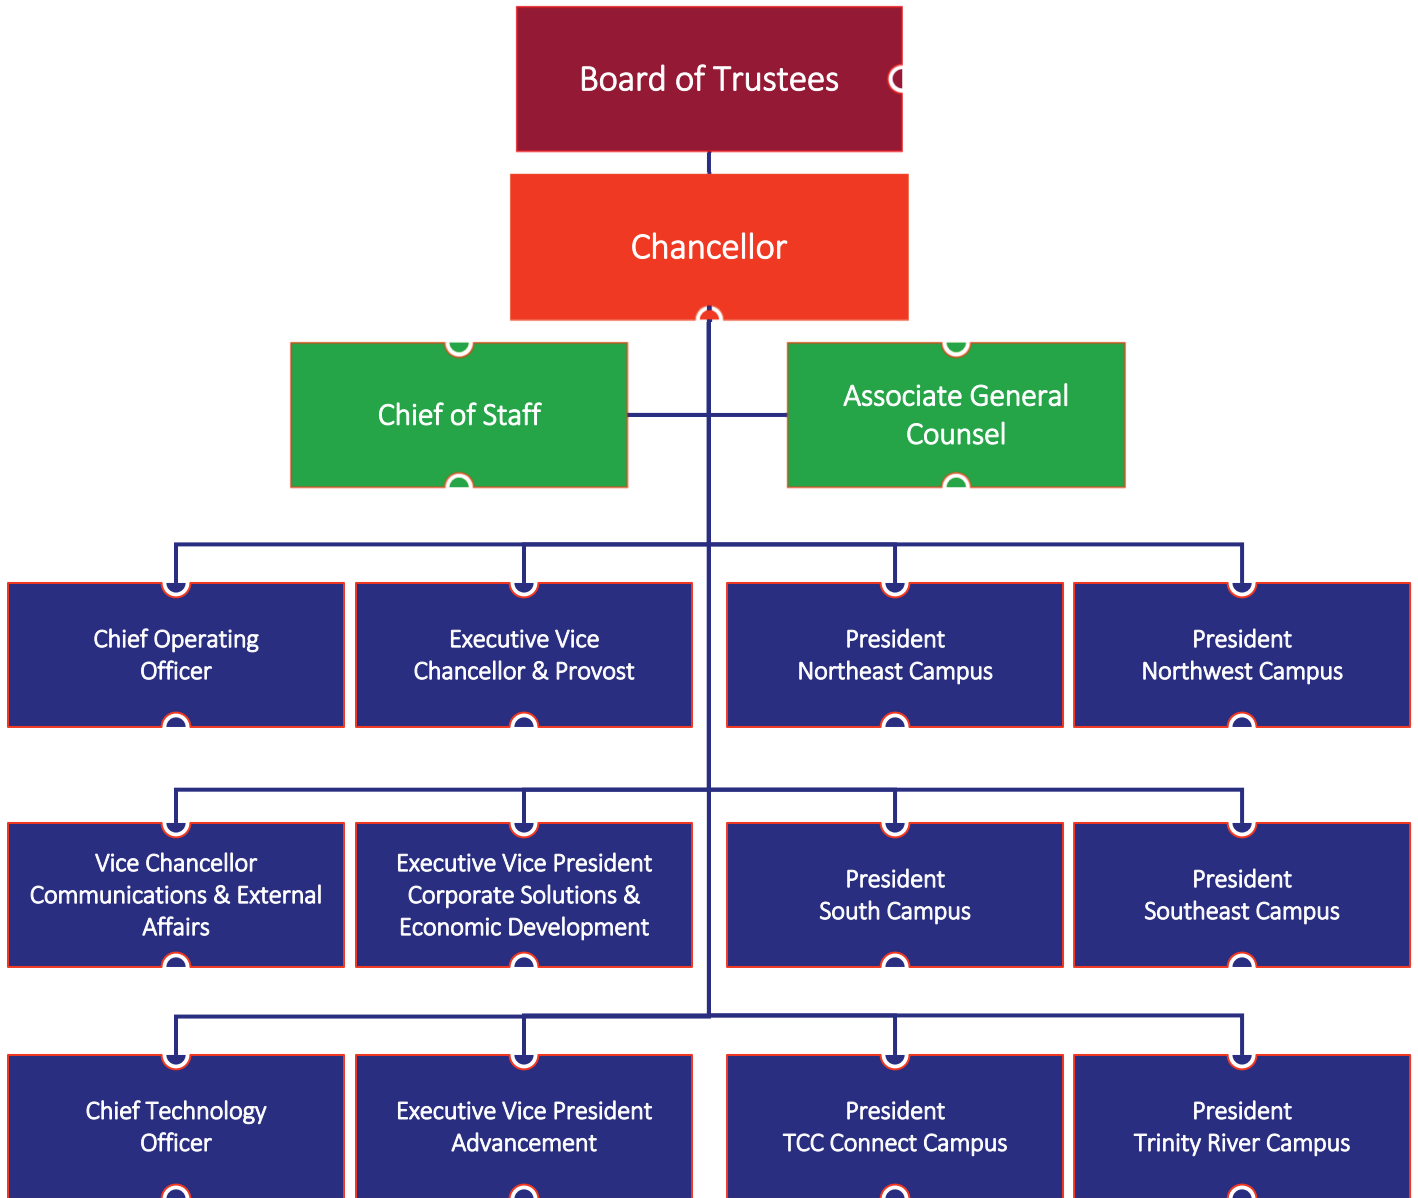 Board of Trustees
Chancellor
Chief of Staff
Associate General
Counsel
Chief Operating
Officer
Executive Vice
Chancellor & Provost
President
Northeast Campus
President
Northwest Campus
Vice Chancellor
Communications & External
Affairs
Executive Vice President
Corporate Solutions &
Economic Development
President
South Campus
President
Southeast Campus
Chief Technology
Officer
Executive Vice President
Advancement
President
TCC Connect Campus
President
Trinity River Campus